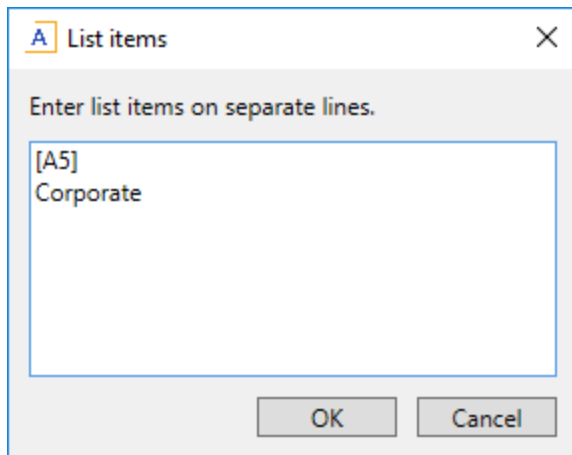 A List items
Enter list items on separate lines.
[A5]
Corporate
OK Cancel